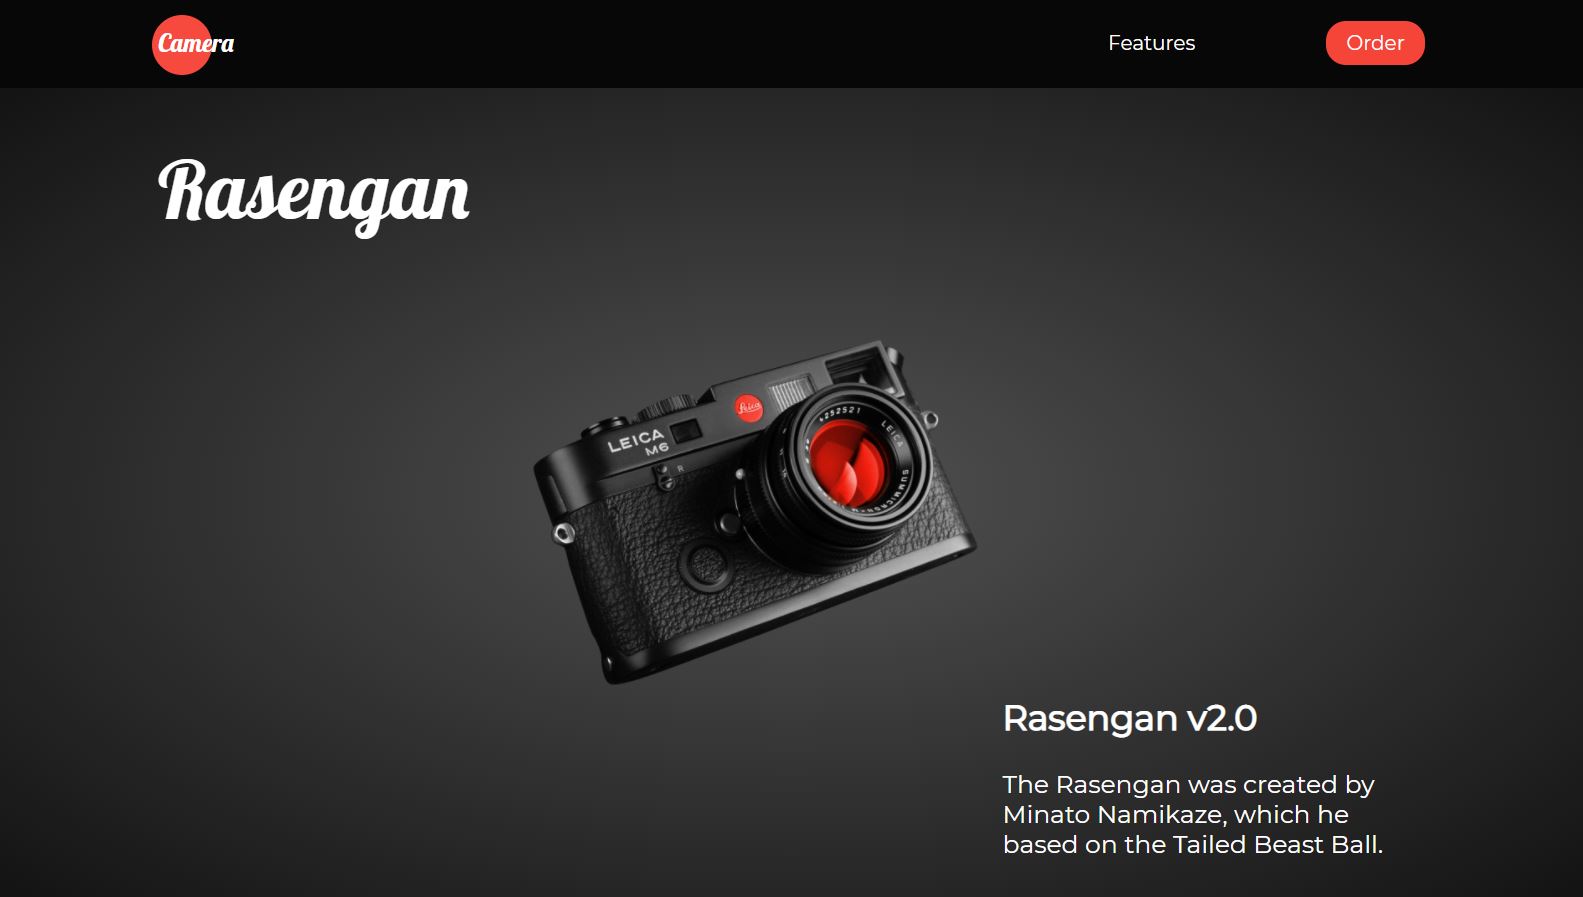 Camera
Features
Order
Rasengan
Leica
LEICA
M6
R
4252521
LEICA
SUMMICRON-M
Rasengan v2.0
The Rasengan was created by
Minato Namikaze, which he
based on the Tailed Beast Ball.